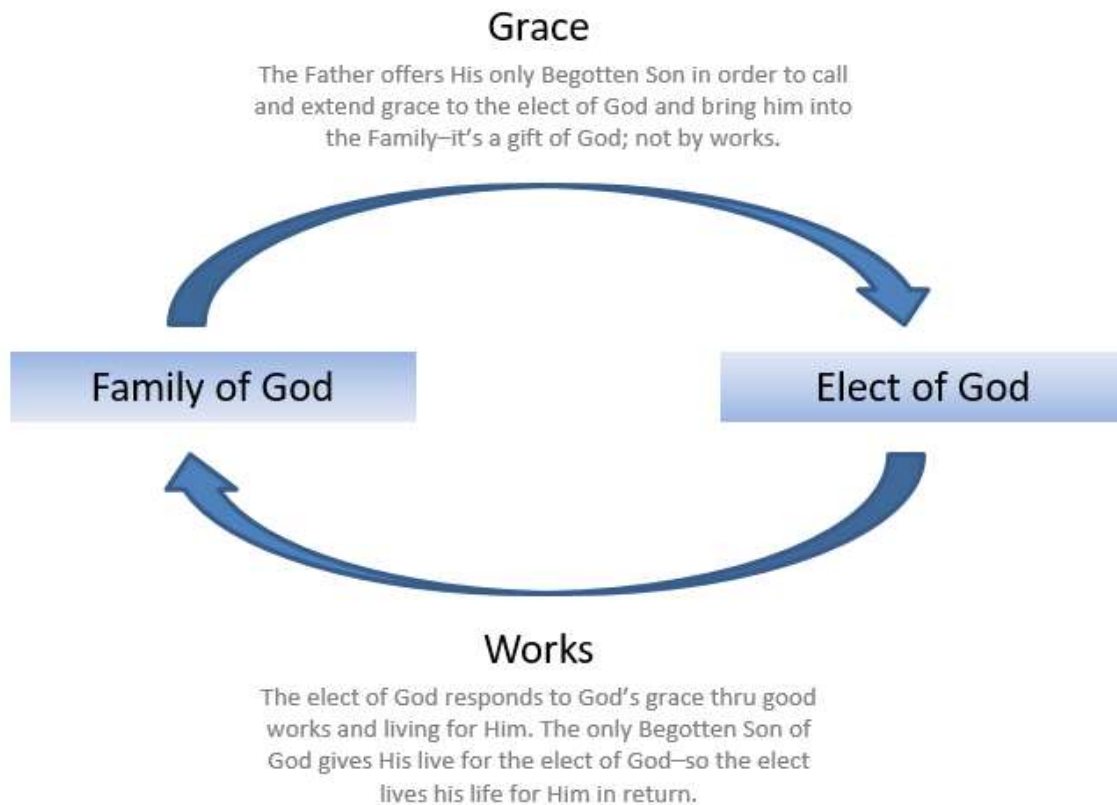 Grace
The Father offers His only Begotten Son in order to call
and extend grace to the elect of God and bring him into
the Family–it's a gift of God; not by works.
Family of God
Elect of God
Works
The elect of God responds to God's grace thru good
works and living for Him. The only Begotten Son of
God gives His live for the elect of God–so the elect
lives his life for Him in return.